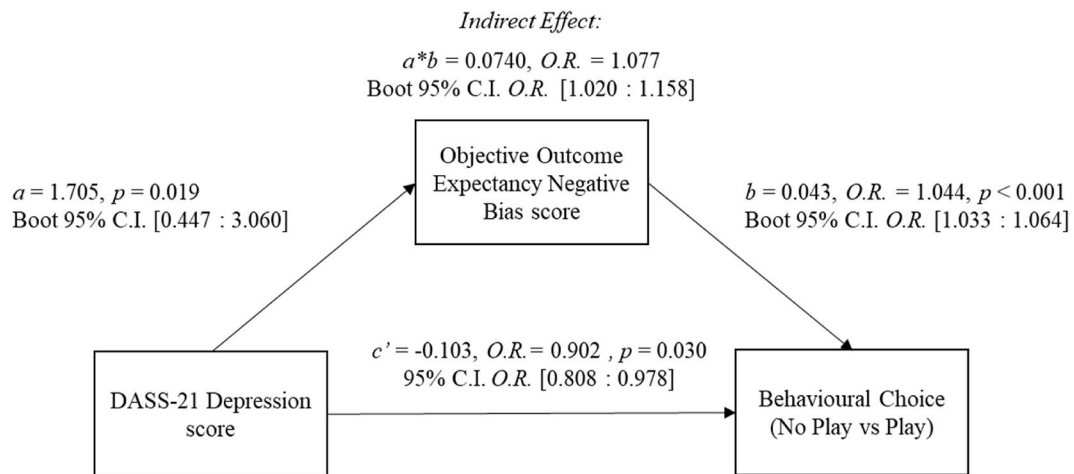 Indirect Effect:
a*b = 0.0740, O.R. = 1.077
Boot 95% C.I. O.R. [1.020 : 1.158]
Objective Outcome
Expectancy Negative
Bias score
a = 1.705, p = 0.019
Boot 95% C.I. [0.447 : 3.060]
b = 0.043, O.R. = 1.044, p < 0.001
Boot 95% C.I. O.R. [1.033 : 1.064]
c’ = -0.103, O.R. = 0.902 , p = 0.030
95% C.I. O.R. [0.808 : 0.978]
DASS-21 Depression
score
Behavioural Choice
(No Play vs Play)